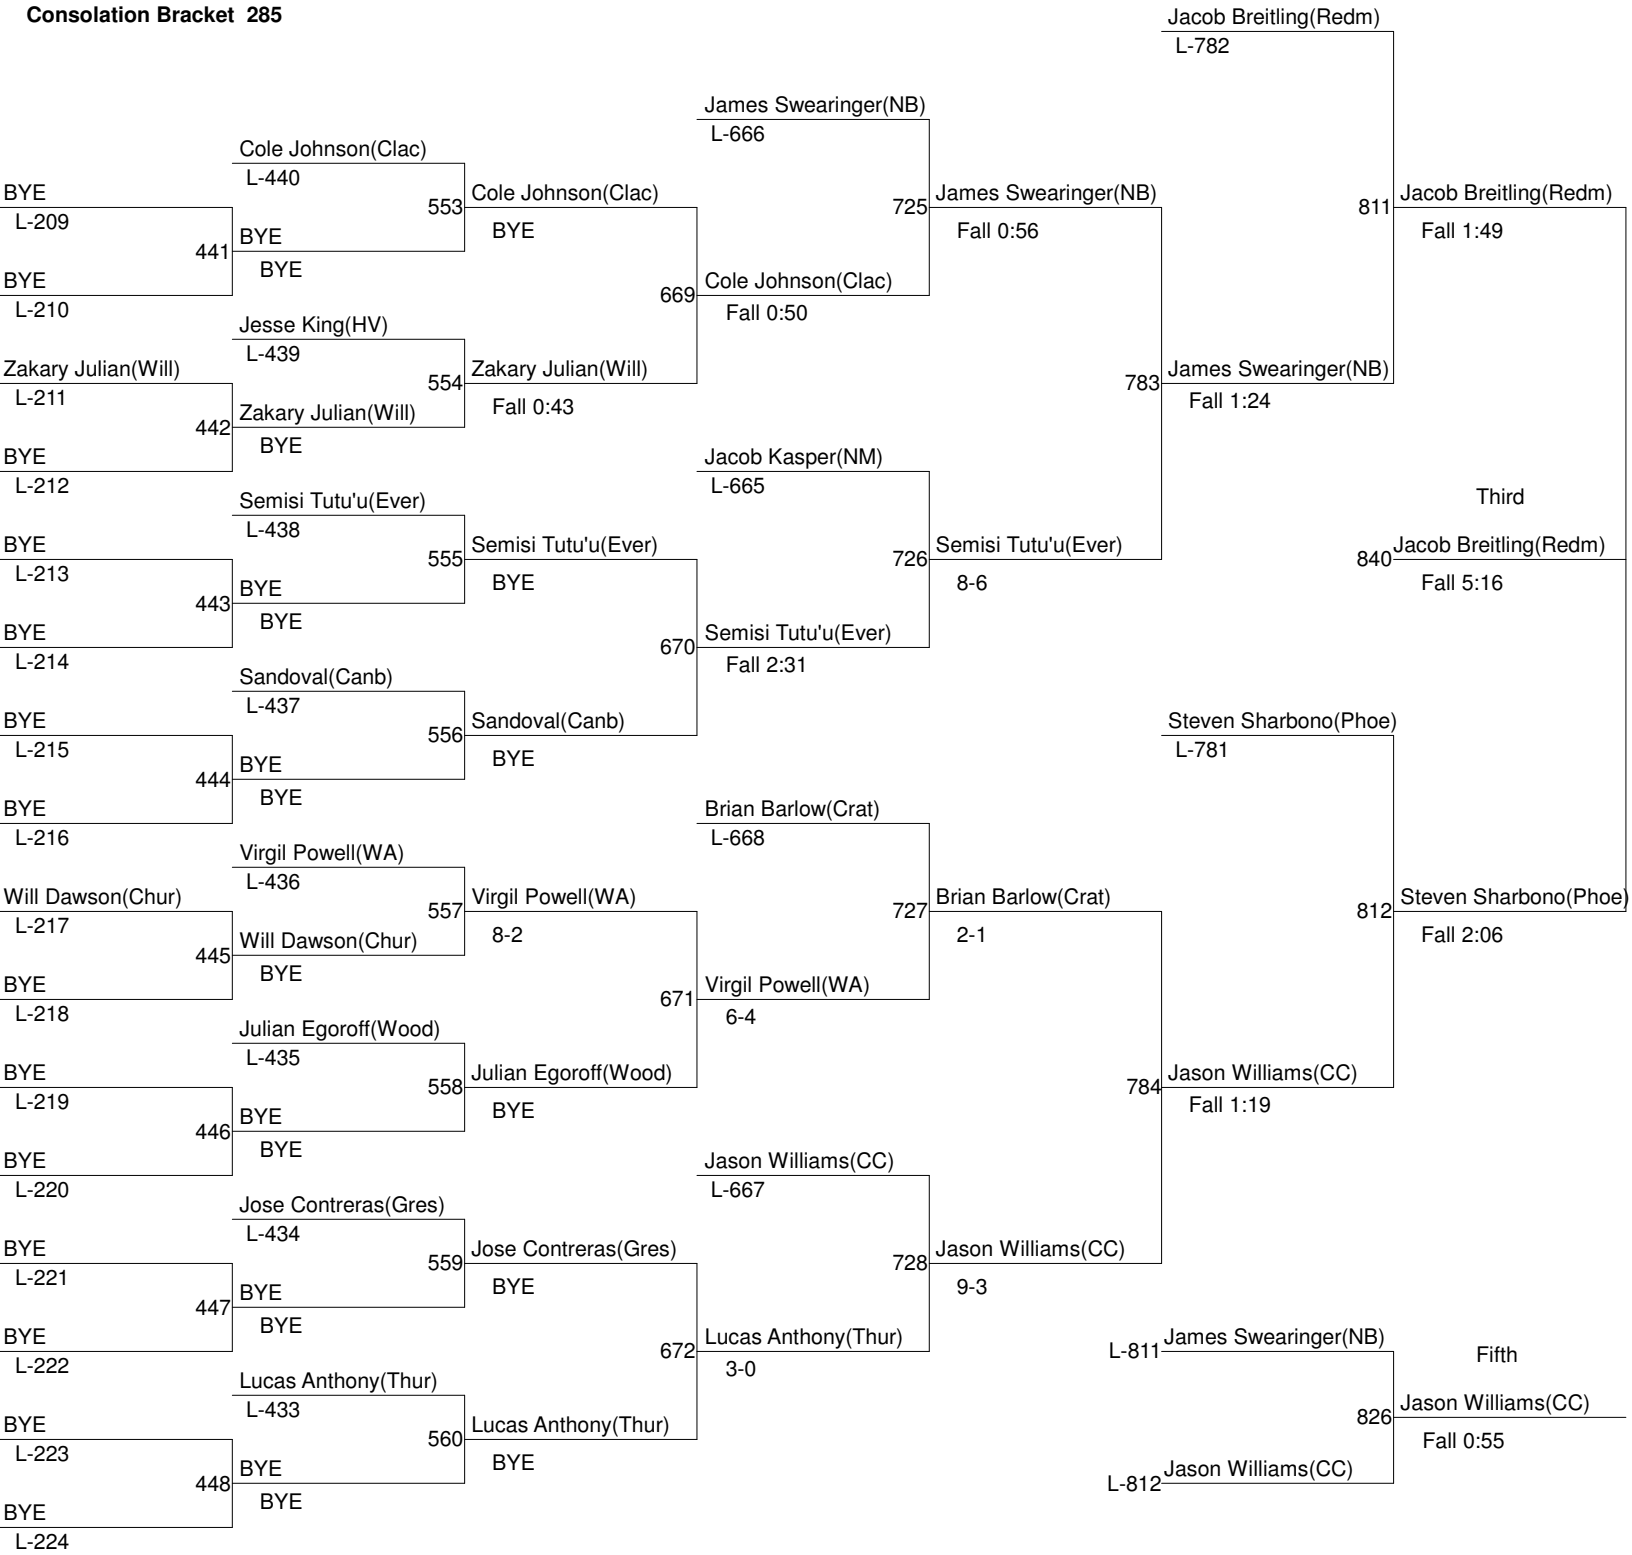 Consolation Bracket  285
BYE
L-209
BYE
L-210
Zakary Julian(Will)
L-211
BYE
L-212
BYE
L-213
BYE
L-214
BYE
L-215
BYE
L-216
Will Dawson(Chur)
L-217
BYE
L-218
BYE
L-219
BYE
L-220
BYE
L-221
BYE
L-222
BYE
L-223
BYE
L-224
Cole Johnson(Clac)
L-440
441
BYE
BYE
Jesse King(HV)
L-439
442
Zakary Julian(Will)
BYE
Semisi Tutu'u(Ever)
L-438
443
BYE
BYE
Sandoval(Canb)
L-437
444
BYE
BYE
Virgil Powell(WA)
L-436
445
Will Dawson(Chur)
BYE
Julian Egoroff(Wood)
L-435
446
BYE
BYE
Jose Contreras(Gres)
L-434
447
BYE
BYE
Lucas Anthony(Thur)
L-433
448
BYE
BYE
553
Cole Johnson(Clac)
BYE
554
Zakary Julian(Will)
Fall 0:43
555
Semisi Tutu'u(Ever)
BYE
556
Sandoval(Canb)
BYE
557
Virgil Powell(WA)
8-2
558
Julian Egoroff(Wood)
BYE
559
Jose Contreras(Gres)
BYE
560
Lucas Anthony(Thur)
BYE
James Swearinger(NB)
L-666
669
Cole Johnson(Clac)
Fall 0:50
Jacob Kasper(NM)
L-665
670
Semisi Tutu'u(Ever)
Fall 2:31
Brian Barlow(Crat)
L-668
671
Virgil Powell(WA)
6-4
Jason Williams(CC)
L-667
672
Lucas Anthony(Thur)
3-0
725
James Swearinger(NB)
Fall 0:56
726
Semisi Tutu'u(Ever)
8-6
727
Brian Barlow(Crat)
2-1
728
Jason Williams(CC)
9-3
Jacob Breitling(Redm)
L-782
783
James Swearinger(NB)
Fall 1:24
Steven Sharbono(Phoe)
L-781
784
Jason Williams(CC)
Fall 1:19
811
Jacob Breitling(Redm)
Fall 1:49
Third
840
Jacob Breitling(Redm)
Fall 5:16
812
Steven Sharbono(Phoe)
Fall 2:06
L-811
James Swearinger(NB)
Fifth
826
Jason Williams(CC)
Fall 0:55
L-812
Jason Williams(CC)